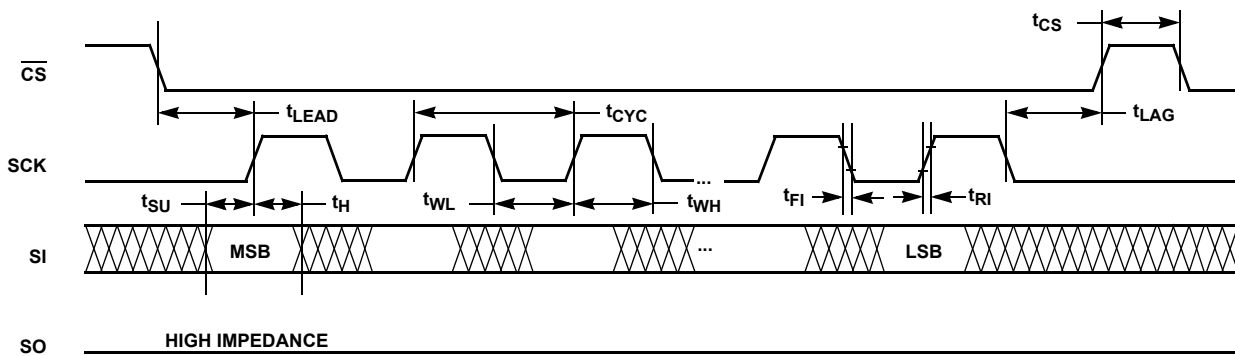 tCS
CS
tLEAD
tCYC
tLAG
SCK
...
tSU
tH
tWL
tWH
tFI
tRI
SI
MSB
...
LSB
SO
HIGH IMPEDANCE